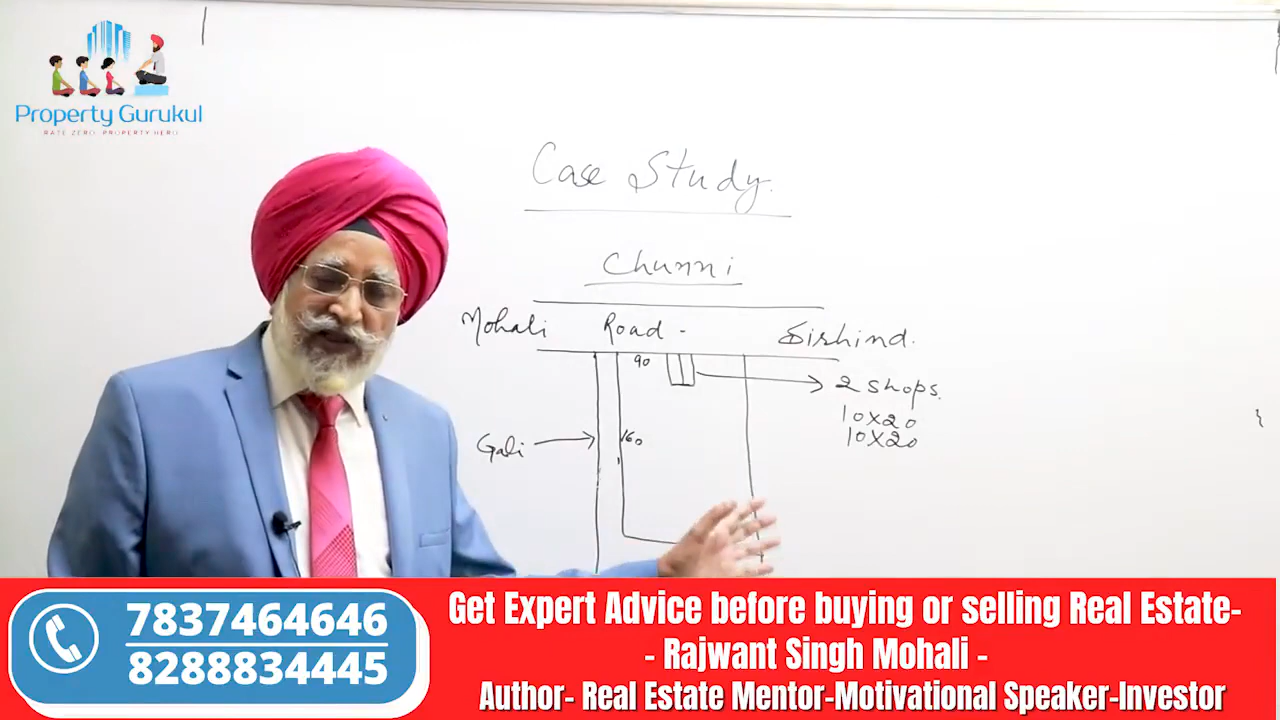 Property Gurukul
RATE ZERO PROPERTY HERO
Case Study.
Chunni
Mohali Road - Sirhind.
90
2 shops.
10x20
10x20
Gali
160
7837464646
8288834445
Get Expert Advice before buying or selling Real Estate-
- Rajwant Singh Mohali -
Author- Real Estate Mentor-Motivational Speaker-Investor